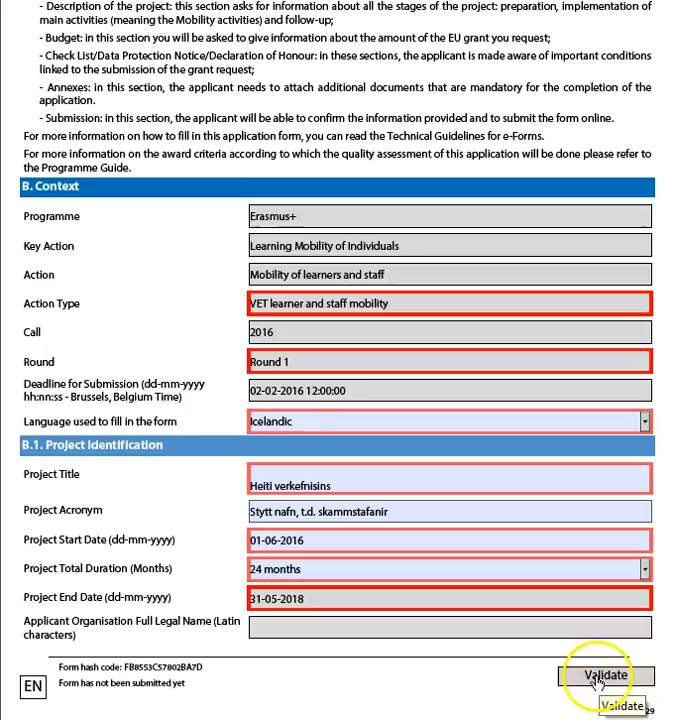 - Description of the project: this section asks for information about all the stages of the project: preparation, implementation of
main activities (meaning the Mobility activities) and follow-up;
- Budget: in this section you will be asked to give information about the amount of the EU grant you request;
- Check List/Data Protection Notice/Declaration of Honour: in these sections, the applicant is made aware of important conditions
linked to the submission of the grant request;
- Annexes: in this section, the applicant needs to attach additional documents that are mandatory for the completion of the
application.
- Submission: in this section, the applicant will be able to confirm the information provided and to submit the form online.
For more information on how to fill in this application form, you can read the Technical Guidelines for e-Forms.
For more information on the award criteria according to which the quality assessment of this application will be done please refer to
the Programme Guide.
B. Context
Programme Erasmus+
Key Action Learning Mobility of Individuals
Action Mobility of learners and staff
Action Type VET learner and staff mobility
Call 2016
Round Round 1
Deadline for Submission (dd-mm-yyyy
hh:nn:ss - Brussels, Belgium Time) 02-02-2016 12:00:00
Language used to fill in the form Icelandic
B.1. Project Identification
Project Title Heiti verkefnisins
Project Acronym Stytt nafn, t.d. skammstafanir
Project Start Date (dd-mm-yyyy) 01-06-2016
Project Total Duration (Months) 24 months
Project End Date (dd-mm-yyyy) 31-05-2018
Applicant Organisation Full Legal Name (Latin
characters)
Form hash code: FB8553C57802BA7D
Form has not been submitted yet
EN
Validate
Validate
29